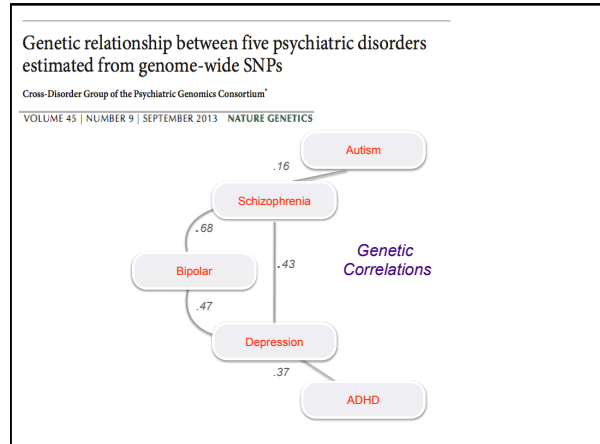 Genetic relationship between five psychiatric disorders
estimated from genome-wide SNPs
Cross-Disorder Group of the Psychiatric Genomics Consortium*
VOLUME 45 | NUMBER 9 | SEPTEMBER 2013 NATURE GENETICS
Autism
.16
Schizophrenia
.68
Genetic
Correlations
.43
Bipolar
.47
Depression
.37
ADHD